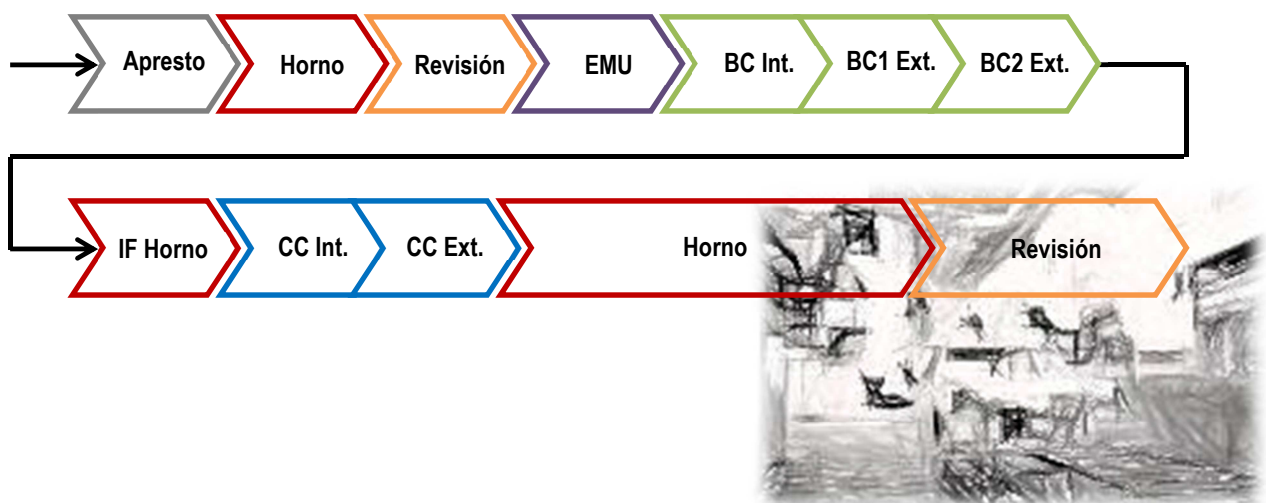 Apresto Horno Revisión EMU BC Int. BC1 Ext. BC2 Ext.
IF Horno CC Int. CC Ext. Horno Revisión